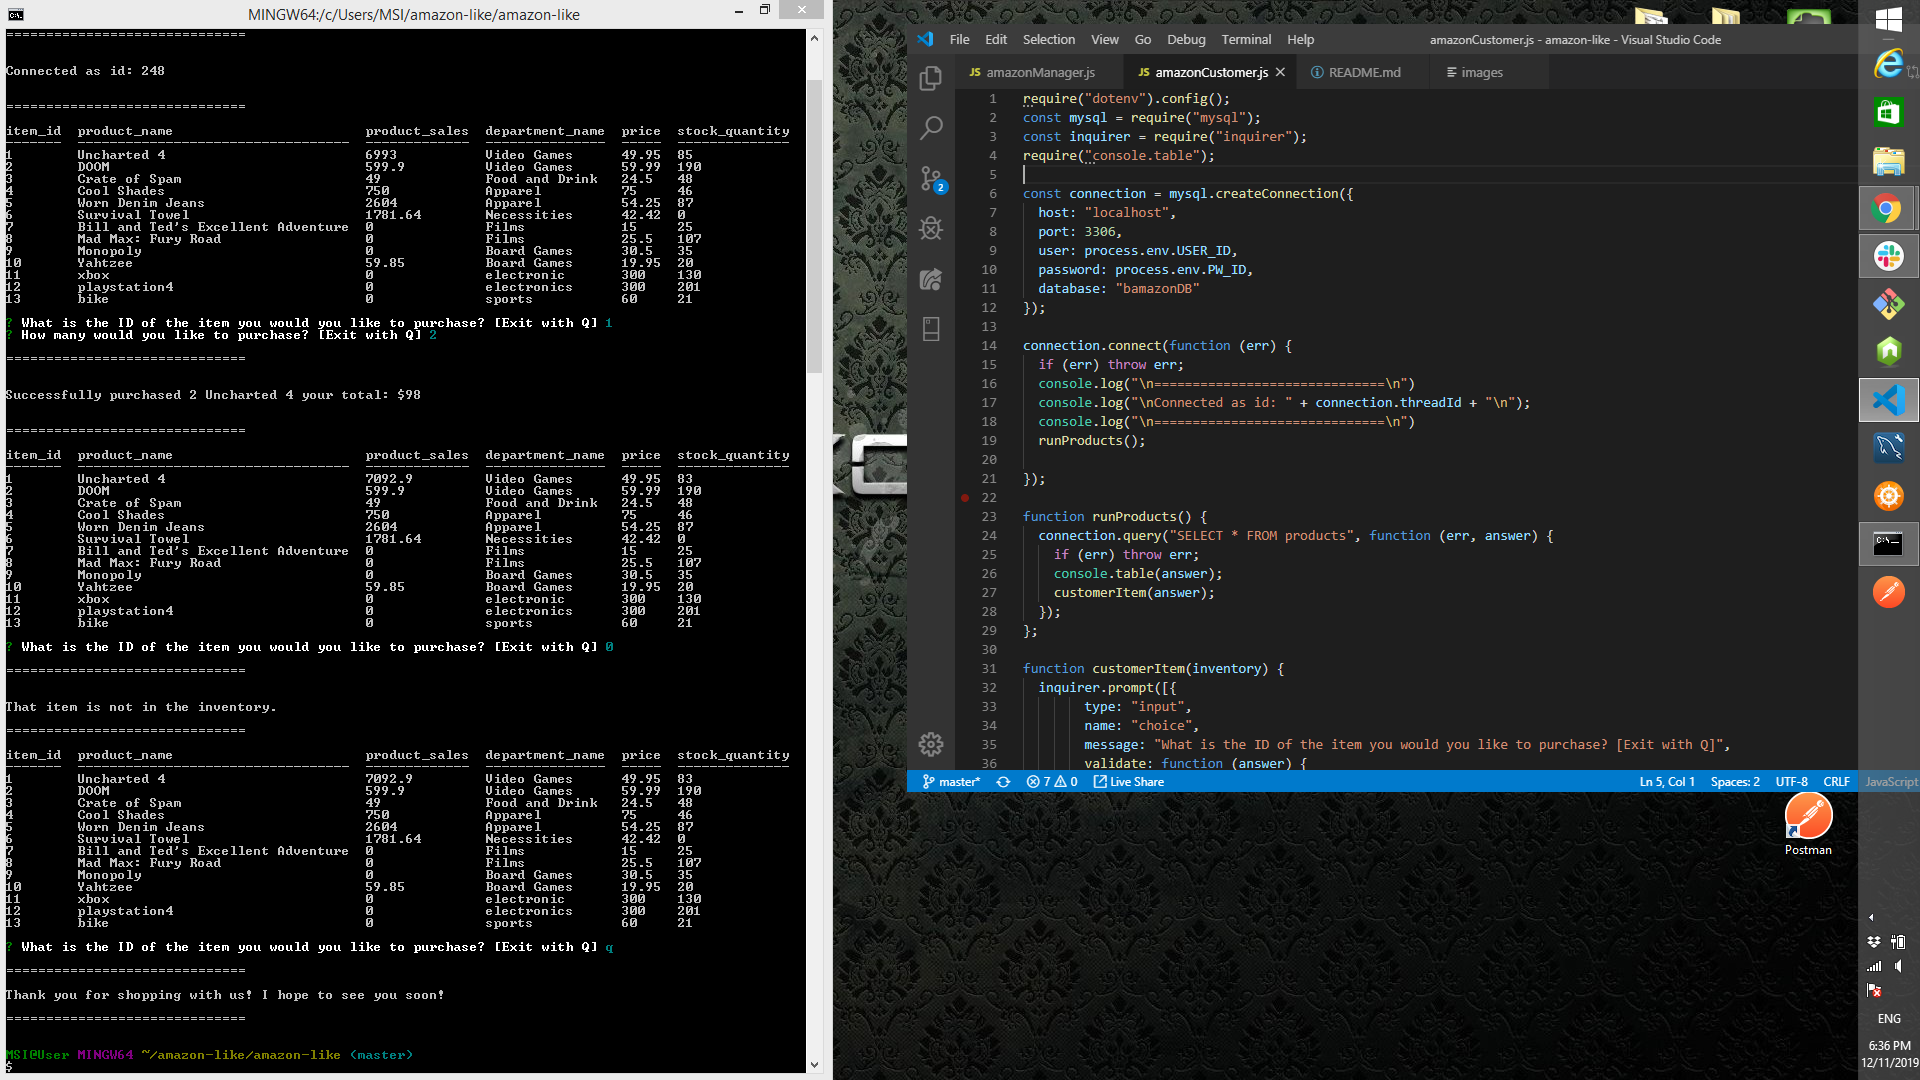 MINGW64:/c/Users/MSI/amazon-like/amazon-like
==============================
Connected as id: 248
==============================
item_id  product_name                        product_sales  department_name  price  stock_quantity
-------  ----------------------------------  -------------  ---------------  -----  --------------
1        Uncharted 4                         6993           Video Games      49.95  85
2        DOOM                                599.9          Video Games      59.99  190
3        Crate of Spam                       49             Food and Drink   24.5   48
4        Cool Shades                         750            Apparel          75     46
5        Worn Denim Jeans                    2604           Apparel          54.25  87
6        Survival Towel                      1781.64        Necessities      42.42  0
7        Bill and Ted's Excellent Adventure  0              Films            15     25
8        Mad Max: Fury Road                  0              Films            25.5   107
9        Monopoly                            0              Board Games      30.5   35
10       Yahtzee                             59.85          Board Games      19.95  20
11       xbox                                0              electronic       300    130
12       playstation4                        0              electronics      300    201
13       bike                                0              sports           60     21
? What is the ID of the item you would you like to purchase? [Exit with Q] 1
? How many would you like to purchase? [Exit with Q] 2
==============================
Successfully purchased 2 Uncharted 4 your total: $98
==============================
item_id  product_name                        product_sales  department_name  price  stock_quantity
-------  ----------------------------------  -------------  ---------------  -----  --------------
1        Uncharted 4                         7092.9         Video Games      49.95  83
2        DOOM                                599.9          Video Games      59.99  190
3        Crate of Spam                       49             Food and Drink   24.5   48
4        Cool Shades                         750            Apparel          75     46
5        Worn Denim Jeans                    2604           Apparel          54.25  87
6        Survival Towel                      1781.64        Necessities      42.42  0
7        Bill and Ted's Excellent Adventure  0              Films            15     25
8        Mad Max: Fury Road                  0              Films            25.5   107
9        Monopoly                            0              Board Games      30.5   35
10       Yahtzee                             59.85          Board Games      19.95  20
11       xbox                                0              electronic       300    130
12       playstation4                        0              electronics      300    201
13       bike                                0              sports           60     21
? What is the ID of the item you would you like to purchase? [Exit with Q] 0
==============================
That item is not in the inventory.
==============================
item_id  product_name                        product_sales  department_name  price  stock_quantity
-------  ----------------------------------  -------------  ---------------  -----  --------------
1        Uncharted 4                         7092.9         Video Games      49.95  83
2        DOOM                                599.9          Video Games      59.99  190
3        Crate of Spam                       49             Food and Drink   24.5   48
4        Cool Shades                         750            Apparel          75     46
5        Worn Denim Jeans                    2604           Apparel          54.25  87
6        Survival Towel                      1781.64        Necessities      42.42  0
7        Bill and Ted's Excellent Adventure  0              Films            15     25
8        Mad Max: Fury Road                  0              Films            25.5   107
9        Monopoly                            0              Board Games      30.5   35
10       Yahtzee                             59.85          Board Games      19.95  20
11       xbox                                0              electronic       300    130
12       playstation4                        0              electronics      300    201
13       bike                                0              sports           60     21
? What is the ID of the item you would you like to purchase? [Exit with Q] q
==============================
Thank you for shopping with us! I hope to see you soon!
==============================
MSI@User MINGW64 ~/amazon-like/amazon-like (master)
$
File Edit Selection View Go Debug Terminal Help amazonCustomer.js - amazon-like - Visual Studio Code
JS amazonManager.js JS amazonCustomer.js README.md images
1 require("dotenv").config();
2 const mysql = require("mysql");
3 const inquirer = require("inquirer");
4 require("console.table");
5
6 const connection = mysql.createConnection({
7   host: "localhost",
8   port: 3306,
9   user: process.env.USER_ID,
10   password: process.env.PW_ID,
11   database: "bamazonDB"
12 });
13
14 connection.connect(function (err) {
15   if (err) throw err;
16   console.log("\n==============================\n")
17   console.log("\nConnected as id: " + connection.threadId + "\n");
18   console.log("\n==============================\n")
19   runProducts();
20
21 });
22
23 function runProducts() {
24   connection.query("SELECT * FROM products", function (err, answer) {
25     if (err) throw err;
26     console.table(answer);
27     customerItem(answer);
28   });
29 };
30
31 function customerItem(inventory) {
32   inquirer.prompt([{
33         type: "input",
34         name: "choice",
35         message: "What is the ID of the item you would you like to purchase? [Exit with Q]",
36         validate: function (answer) {
2
master* 7 0 Live Share Ln 5, Col 1 Spaces: 2 UTF-8 CRLF JavaScript
Postman
ENG
6:36 PM
12/11/2019